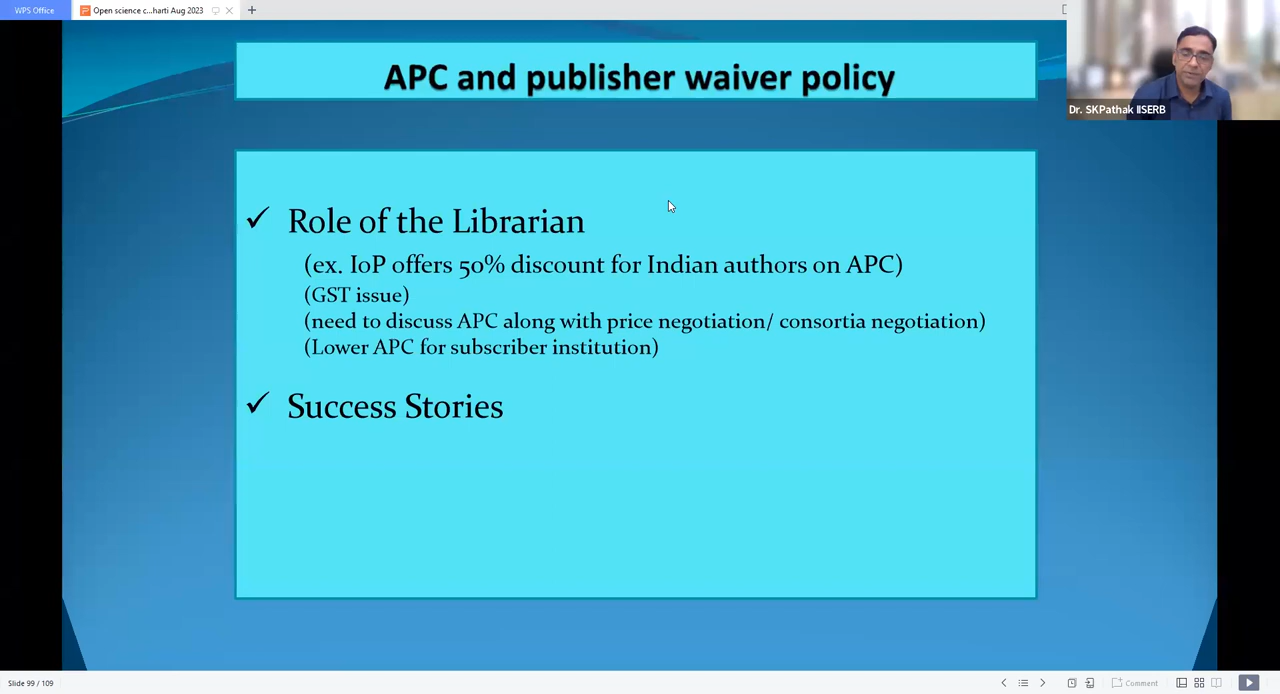 WPS Office
Open science c...harti Aug 2023
APC and publisher waiver policy
Dr. SKPathak IISERB
✓ Role of the Librarian
(ex. IoP offers 50% discount for Indian authors on APC)
(GST issue)
(need to discuss APC along with price negotiation/ consortia negotiation)
(Lower APC for subscriber institution)
✓ Success Stories
Slide 99 / 109
Comment